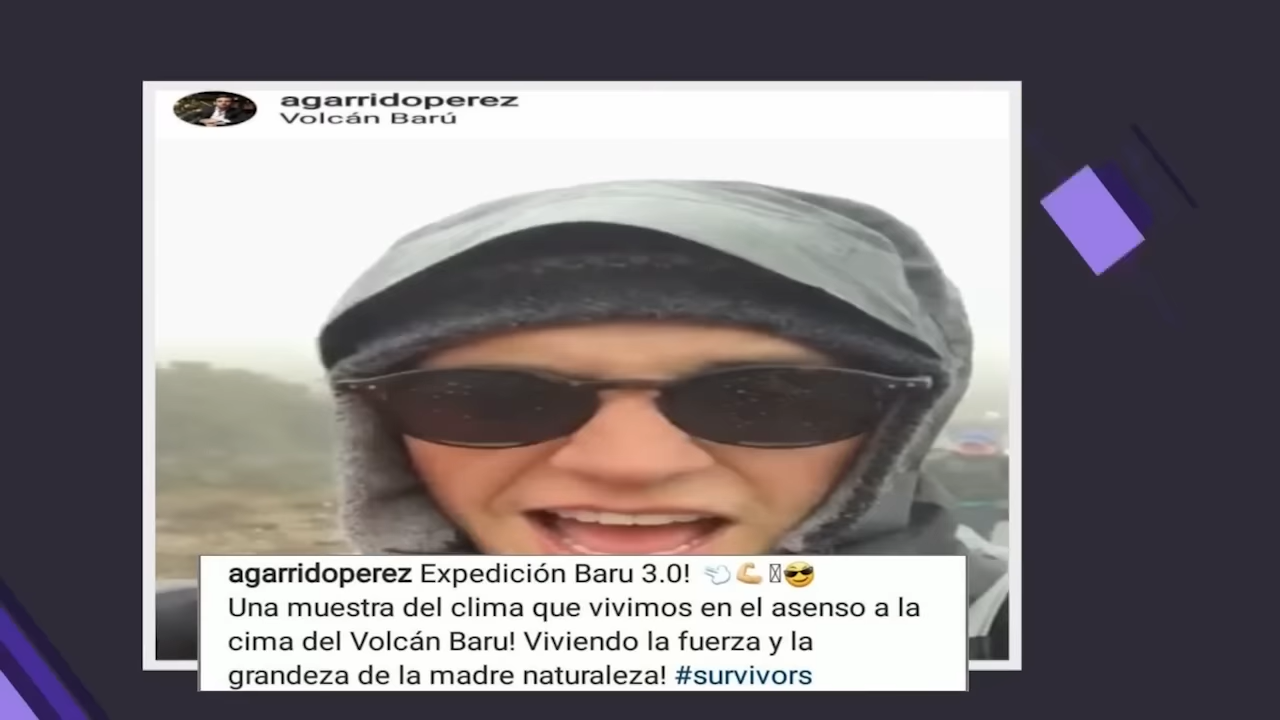 agarridoperez
Volcán Barú
agarridoperez Expedición Baru 3.0! 💨💪🏼▯😎
Una muestra del clima que vivimos en el asenso a la
cima del Volcán Baru! Viviendo la fuerza y la
grandeza de la madre naturaleza! #survivors